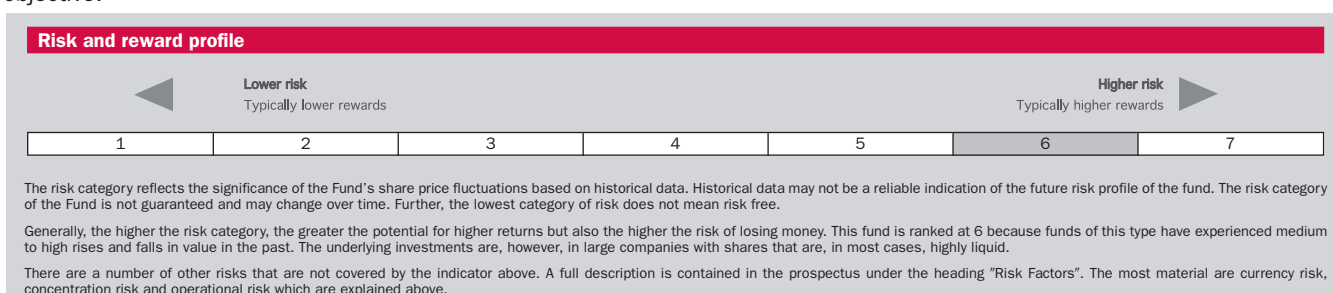 objective.
Risk and reward profile
Lower risk
Higher risk
Typically lower rewards
Typically higher rewards
1 2 3 4 5 6 7
The risk category reflects the significance of the Fund's share price fluctuations based on historical data. Historical data may not be a reliable indication of the future risk profile of the fund. The risk category
of the Fund is not guaranteed and may change over time. Further, the lowest category of risk does not mean risk free.
Generally, the higher the risk category, the greater the potential for higher returns but also the higher the risk of losing money. This fund is ranked at 6 because funds of this type have experienced medium
to high rises and falls in value in the past. The underlying investments are, however, in large companies with shares that are, in most cases, highly liquid.
There are a number of other risks that are not covered by the indicator above. A full description is contained in the prospectus under the heading "Risk Factors". The most material are currency risk,
concentration risk and operational risk which are explained above.